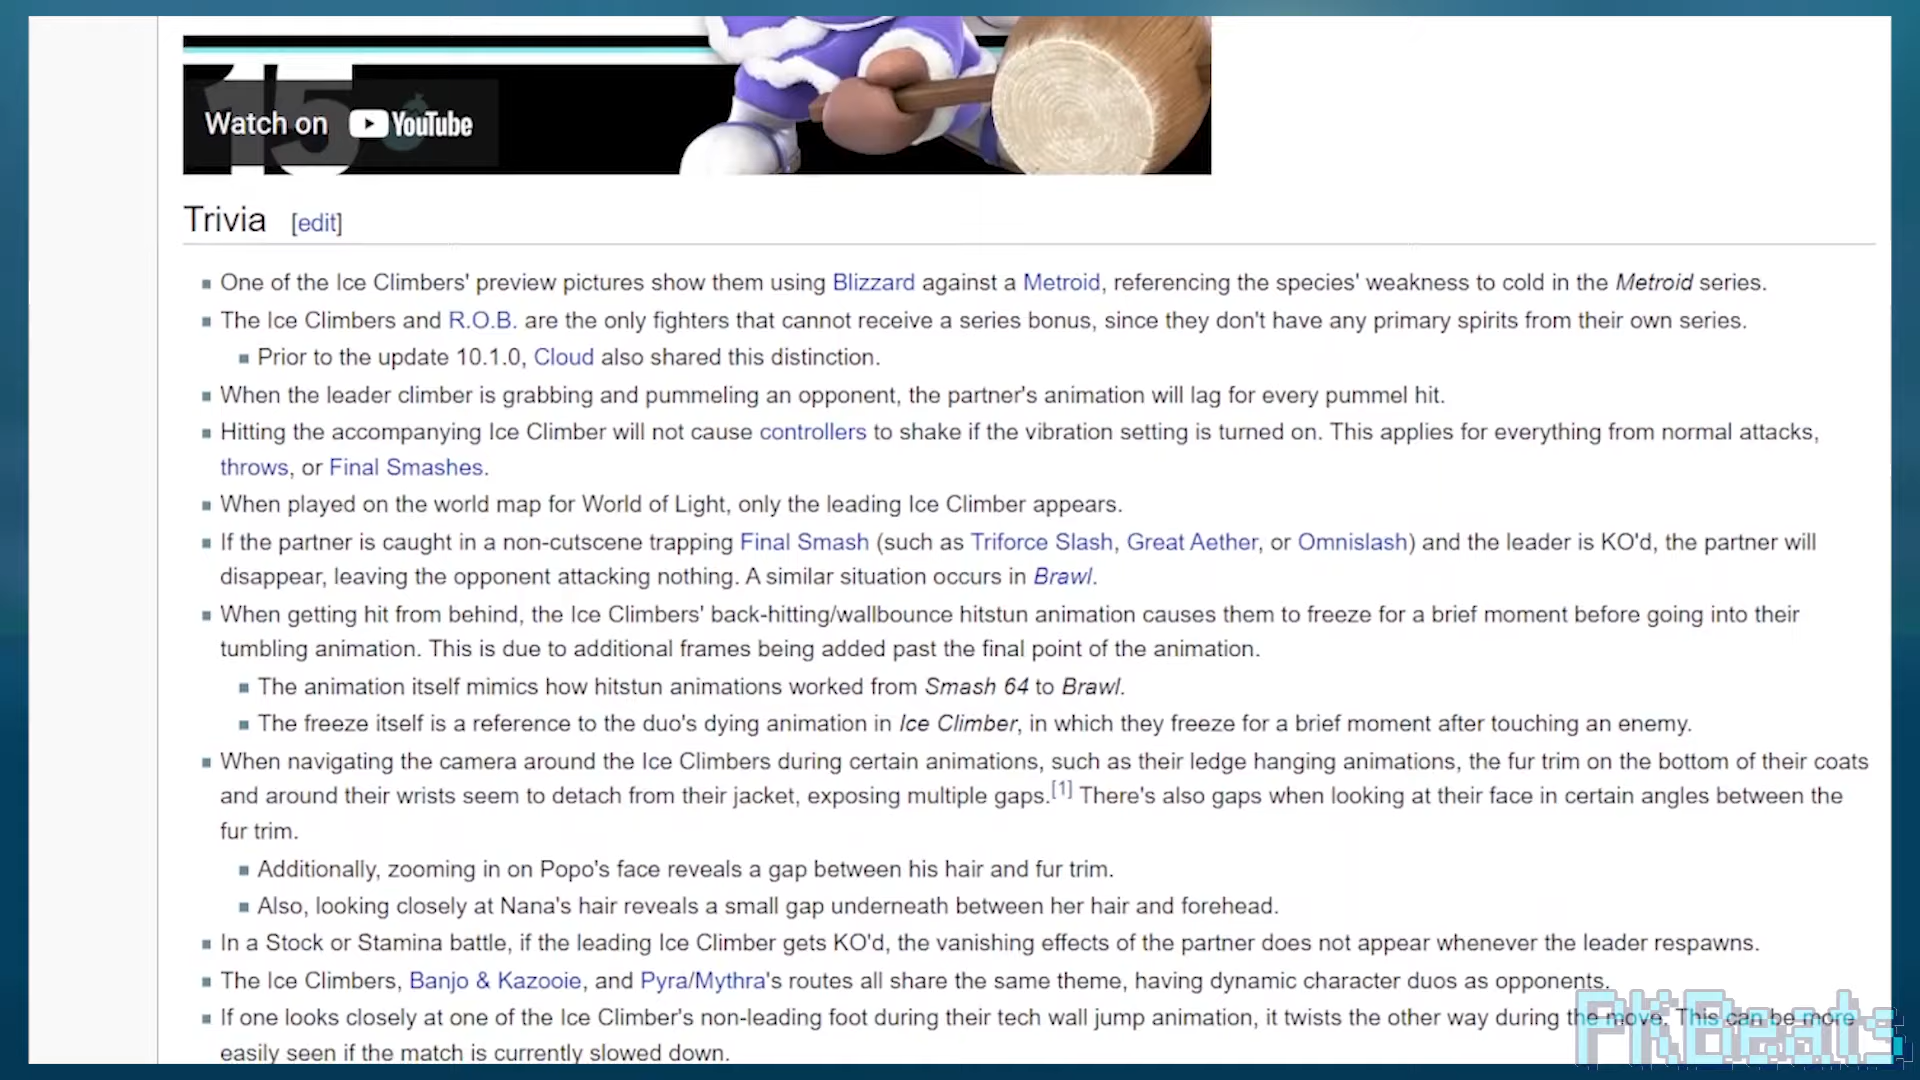 15
Watch on YouTube
Trivia [edit]
One of the Ice Climbers' preview pictures show them using Blizzard against a Metroid, referencing the species' weakness to cold in the Metroid series.
The Ice Climbers and R.O.B. are the only fighters that cannot receive a series bonus, since they don't have any primary spirits from their own series.
Prior to the update 10.1.0, Cloud also shared this distinction.
When the leader climber is grabbing and pummeling an opponent, the partner's animation will lag for every pummel hit.
Hitting the accompanying Ice Climber will not cause controllers to shake if the vibration setting is turned on. This applies for everything from normal attacks,
throws, or Final Smashes.
When played on the world map for World of Light, only the leading Ice Climber appears.
If the partner is caught in a non-cutscene trapping Final Smash (such as Triforce Slash, Great Aether, or Omnislash) and the leader is KO'd, the partner will
disappear, leaving the opponent attacking nothing. A similar situation occurs in Brawl.
When getting hit from behind, the Ice Climbers' back-hitting/wallbounce hitstun animation causes them to freeze for a brief moment before going into their
tumbling animation. This is due to additional frames being added past the final point of the animation.
The animation itself mimics how hitstun animations worked from Smash 64 to Brawl.
The freeze itself is a reference to the duo's dying animation in Ice Climber, in which they freeze for a brief moment after touching an enemy.
When navigating the camera around the Ice Climbers during certain animations, such as their ledge hanging animations, the fur trim on the bottom of their coats
and around their wrists seem to detach from their jacket, exposing multiple gaps.[1] There's also gaps when looking at their face in certain angles between the
fur trim.
Additionally, zooming in on Popo's face reveals a gap between his hair and fur trim.
Also, looking closely at Nana's hair reveals a small gap underneath between her hair and forehead.
In a Stock or Stamina battle, if the leading Ice Climber gets KO'd, the vanishing effects of the partner does not appear whenever the leader respawns.
The Ice Climbers, Banjo & Kazooie, and Pyra/Mythra's routes all share the same theme, having dynamic character duos as opponents.
If one looks closely at one of the Ice Climber's non-leading foot during their tech wall jump animation, it twists the other way during the move. This can be more
easily seen if the match is currently slowed down.
PKBeats